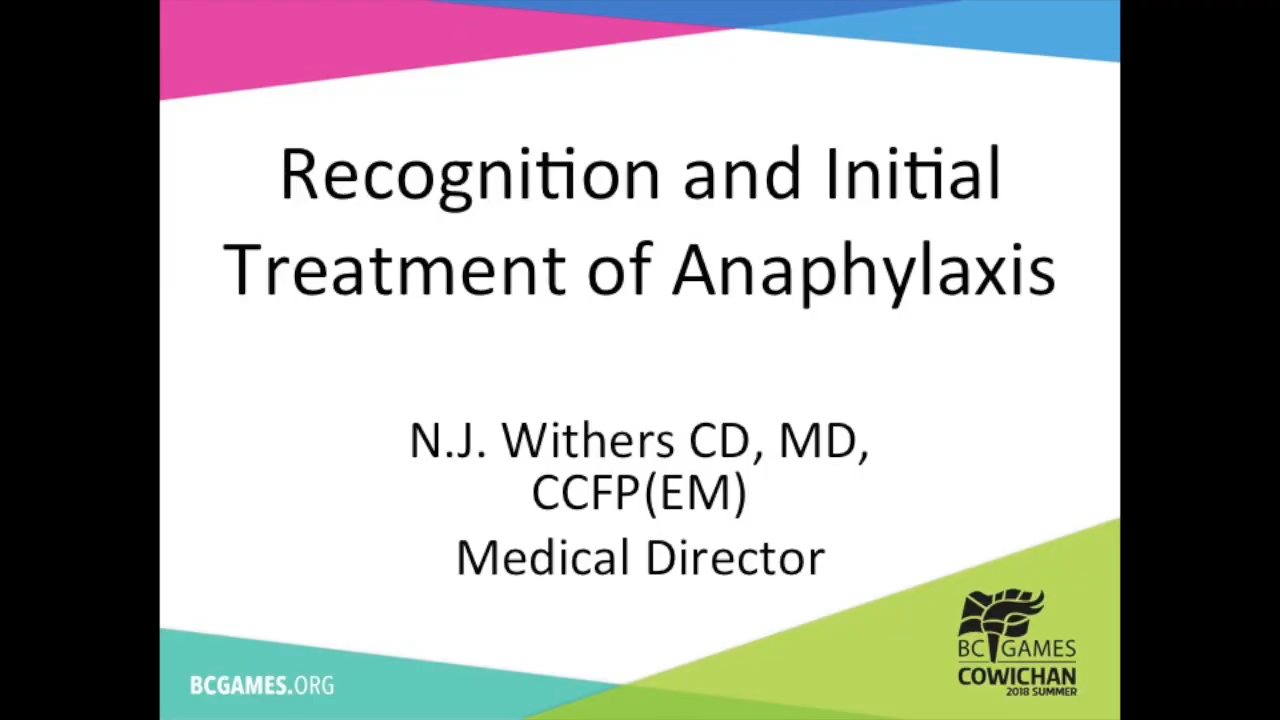 Recognition and Initial
Treatment of Anaphylaxis
N.J. Withers CD, MD,
CCFP(EM)
Medical Director
BCGAMES.ORG
BC GAMES
COWICHAN
2018 SUMMER